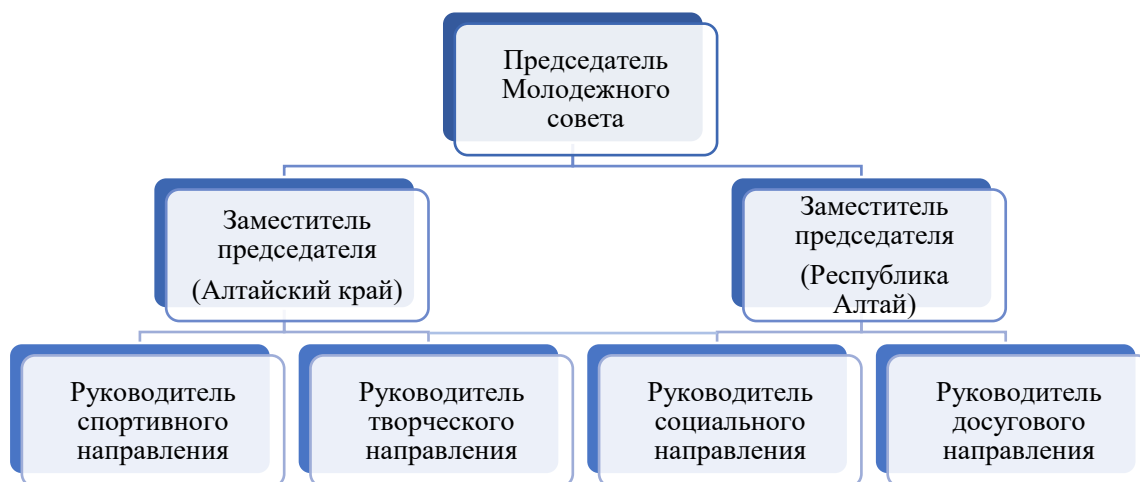 Председатель
Молодежного
совета
Заместитель
председателя
(Алтайский край)
Заместитель
председателя
(Республика
Алтай)
Руководитель
спортивного
направления
Руководитель
творческого
направления
Руководитель
социального
направления
Руководитель
досугового
направления